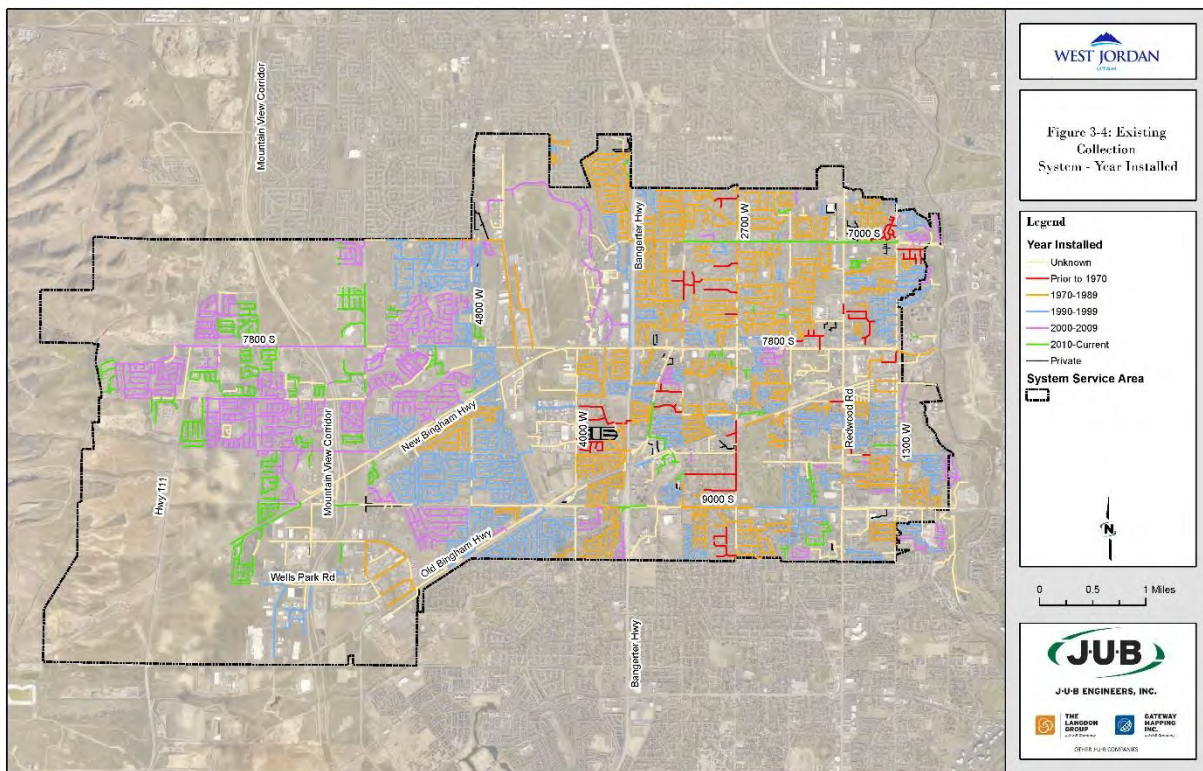 Mountain View Corridor
Bangerter Hwy
2700 W
7000 S
4800 W
7800 S
7800 S
New Bingham Hwy
4000 W
Redwood Rd
1300 W
Mountain View Corridor
Hwy 111
9000 S
Old Bingham Hwy
Wells Park Rd
Bangerter Hwy
WEST JORDAN
UTAH
Figure 3-4: Existing
Collection
System - Year Installed
Legend
Year Installed
Unknown
Prior to 1970
1970-1989
1990-1999
2000-2009
2010-Current
Private
System Service Area
N
0 0.5 1 Miles
J·U·B
J·U·B ENGINEERS, INC.
THE
LANGDON
GROUP
GATEWAY
MAPPING
INC.
OTHER J·U·B COMPANIES